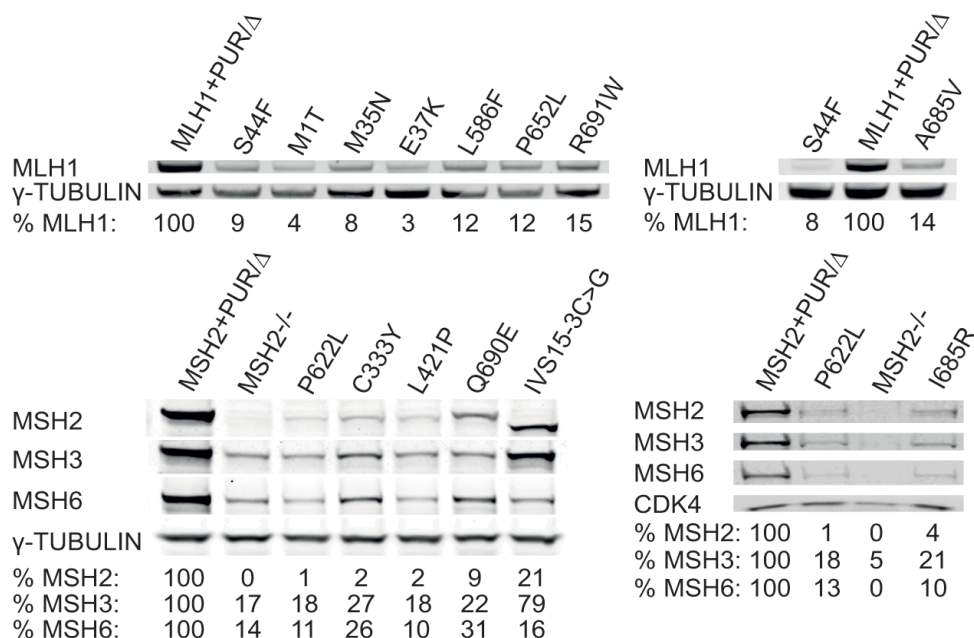 MLH1+PUR/Δ S44F M1T M35N E37K L586F P652L R691W
MLH1
γ-TUBULIN
% MLH1: 100 9 4 8 3 12 12 15
S44F MLH1+PUR/Δ A685V
MLH1
γ-TUBULIN
% MLH1: 8 100 14
MSH2+PUR/Δ MSH2-/- P622L C333Y L421P Q690E IVS15-3C>G
MSH2
MSH3
MSH6
γ-TUBULIN
% MSH2: 100 0 1 2 2 9 21
% MSH3: 100 17 18 27 18 22 79
% MSH6: 100 14 11 26 10 31 16
MSH2+PUR/Δ P622L MSH2-/- I685R
MSH2
MSH3
MSH6
CDK4
% MSH2: 100 1 0 4
% MSH3: 100 18 5 21
% MSH6: 100 13 0 10